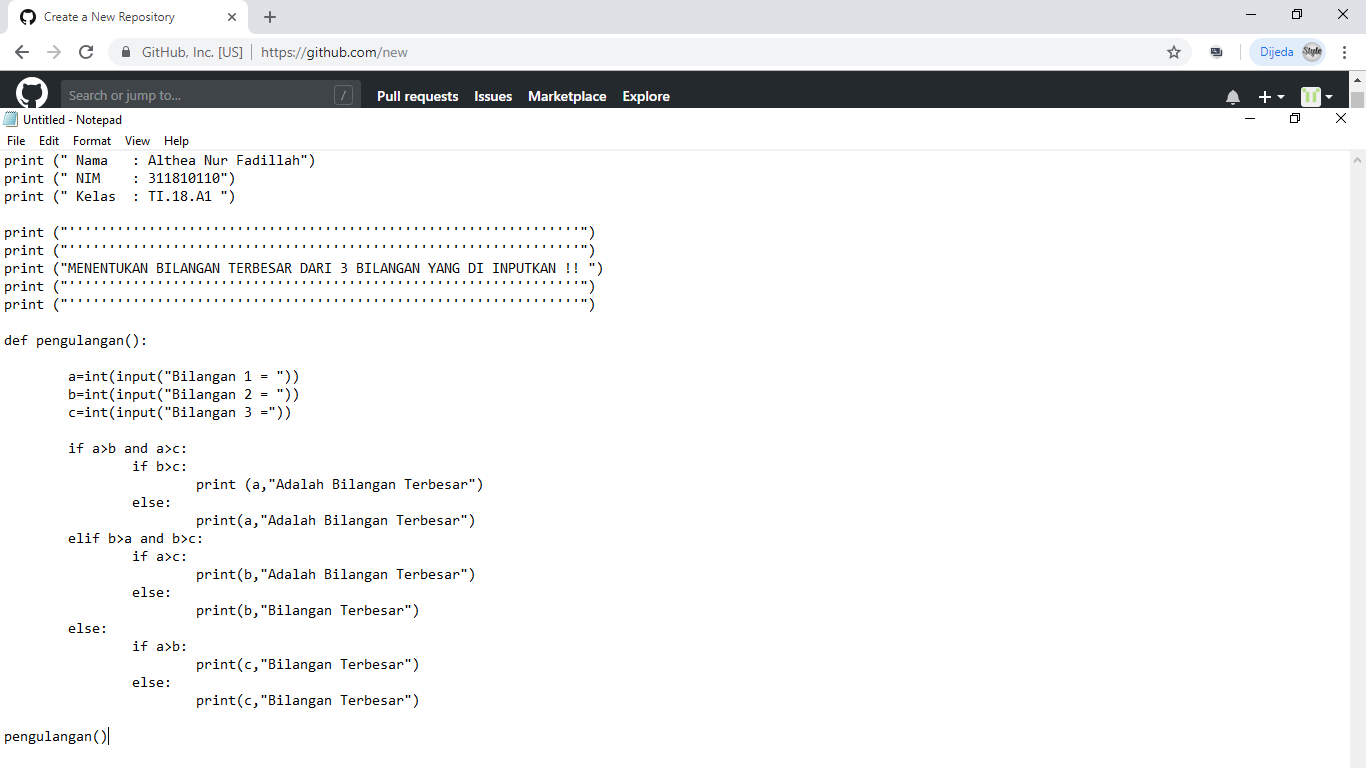 Create a New Repository
GitHub, Inc. [US] | https://github.com/new
Dijeda
Style
Search or jump to... /
Pull requests Issues Marketplace Explore
Untitled - Notepad
File Edit Format View Help
print (" Nama   : Althea Nur Fadillah")
print (" NIM    : 311810110")
print (" Kelas  : TI.18.A1 ")
print ("''''''''''''''''''''''''''''''''''''''''''''''''''''''''''''''''")
print ("''''''''''''''''''''''''''''''''''''''''''''''''''''''''''''''''")
print ("MENENTUKAN BILANGAN TERBESAR DARI 3 BILANGAN YANG DI INPUTKAN !! ")
print ("''''''''''''''''''''''''''''''''''''''''''''''''''''''''''''''''")
print ("''''''''''''''''''''''''''''''''''''''''''''''''''''''''''''''''")
def pengulangan():
        a=int(input("Bilangan 1 = "))
        b=int(input("Bilangan 2 = "))
        c=int(input("Bilangan 3 ="))
        if a>b and a>c:
                if b>c:
                        print (a,"Adalah Bilangan Terbesar")
                else:
                        print(a,"Adalah Bilangan Terbesar")
        elif b>a and b>c:
                if a>c:
                        print(b,"Adalah Bilangan Terbesar")
                else:
                        print(b,"Bilangan Terbesar")
        else:
                if a>b:
                        print(c,"Bilangan Terbesar")
                else:
                        print(c,"Bilangan Terbesar")
pengulangan()